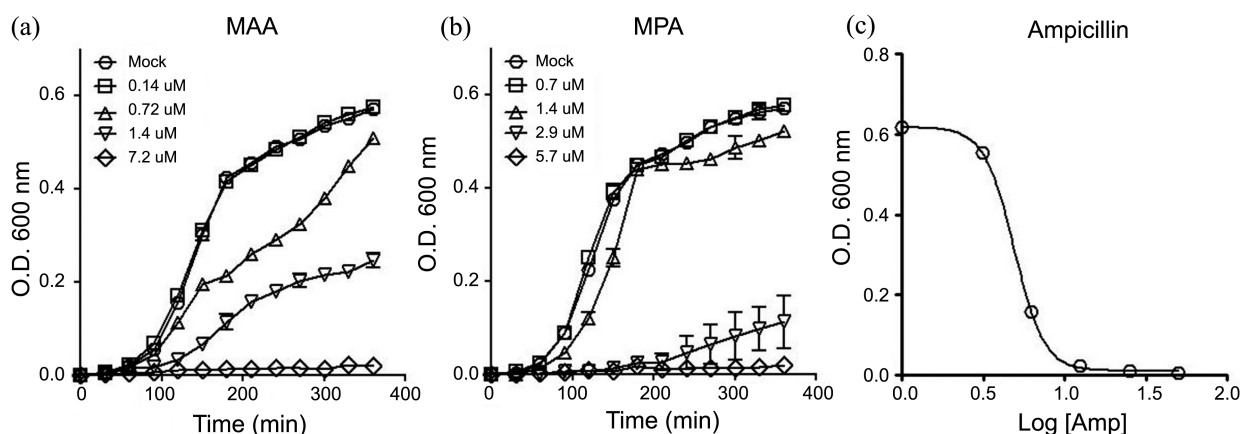 (a) MAA
Mock
0.14 uM
0.72 uM
1.4 uM
7.2 uM
O.D. 600 nm
0.6
0.4
0.2
0.0
0 100 200 300 400
Time (min)
(b) MPA
Mock
0.7 uM
1.4 uM
2.9 uM
5.7 uM
O.D. 600 nm
0.6
0.4
0.2
0.0
0 100 200 300 400
Time (min)
(c) Ampicillin
O.D. 600 nm
0.8
0.6
0.4
0.2
0.0
0.0 0.5 1.0 1.5 2.0
Log [Amp]